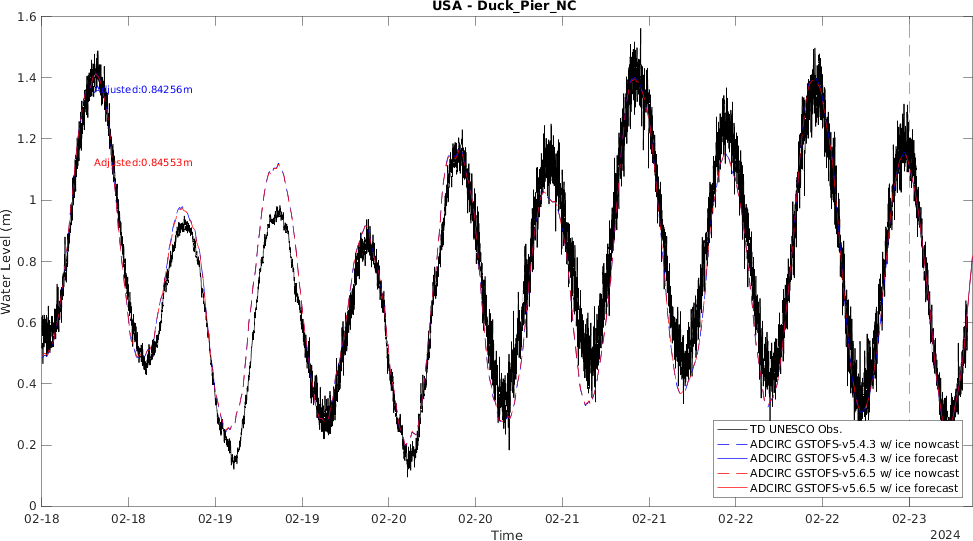 USA - Duck_Pier_NC
1.6
1.4
1.2
1
0.8
0.6
0.4
0.2
0
Water Level (m)
Adjusted:0.84256m
Adjusted:0.84553m
TD UNESCO Obs.
ADCIRC GSTOFS-v5.4.3 w/ ice nowcast
ADCIRC GSTOFS-v5.4.3 w/ ice forecast
ADCIRC GSTOFS-v5.6.5 w/ ice nowcast
ADCIRC GSTOFS-v5.6.5 w/ ice forecast
02-18 02-18 02-19 02-19 02-20 02-20 02-21 02-21 02-22 02-22 02-23
Time
2024